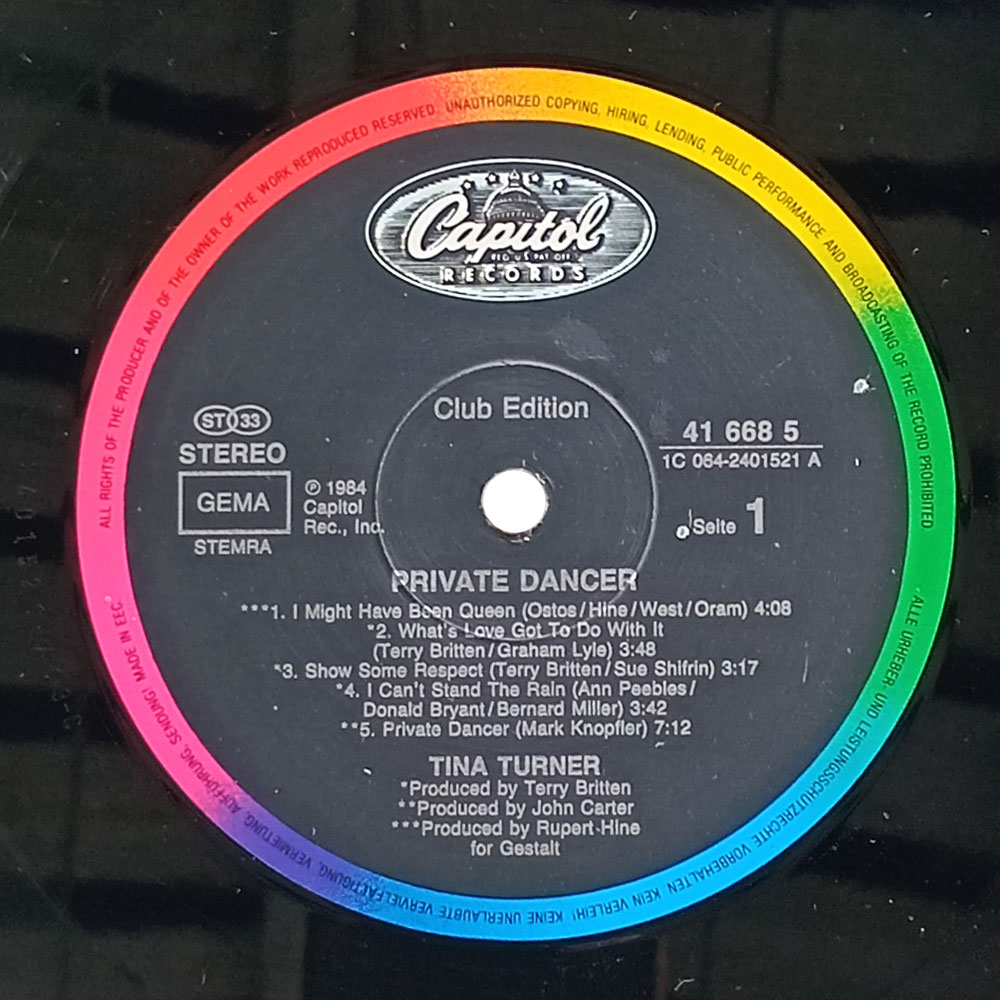 ALL RIGHTS OF THE PRODUCER AND OF THE OWNER OF THE WORK REPRODUCED RESERVED. UNAUTHORIZED COPYING, HIRING, LENDING, PUBLIC PERFORMANCE AND BROADCASTING OF THE RECORD PROHIBITED
Capitol
REG. U.S. PAT. OFF.
RECORDS
Club Edition
ST 33
STEREO
GEMA
STEMRA
℗ 1984
Capitol
Rec., Inc.
41 668 5
1C 064-2401521 A
Seite 1
PRIVATE DANCER
***1. I Might Have Been Queen (Ostos/Hine/West/Oram) 4:08
*2. What's Love Got To Do With It
(Terry Britten/Graham Lyle) 3:48
*3. Show Some Respect (Terry Britten/Sue Shifrin) 3:17
*4. I Can't Stand The Rain (Ann Peebles/
Donald Bryant/Bernard Miller) 3:42
**5. Private Dancer (Mark Knopfler) 7:12
TINA TURNER
*Produced by Terry Britten
**Produced by John Carter
***Produced by Rupert Hine
for Gestalt
ALLE URHEBER- UND LEISTUNGSSCHUTZRECHTE VORBEHALTEN. KEIN VERLEIH! KEINE UNERLAUBTE VERVIELFÄLTIGUNG, VERMIETUNG, AUFFÜHRUNG, SENDUNG! MADE IN EEC.